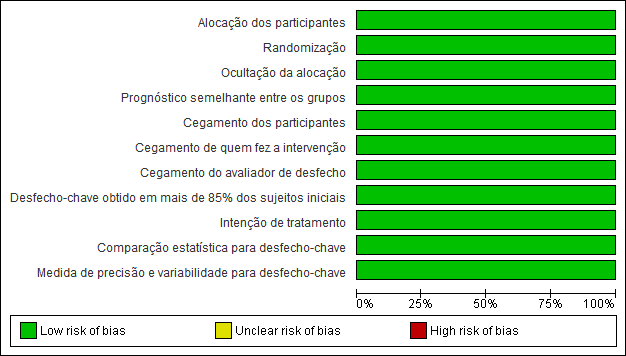 Alocação dos participantes
Randomização
Ocultação da alocação
Prognóstico semelhante entre os grupos
Cegamento dos participantes
Cegamento de quem fez a intervenção
Cegamento do avaliador de desfecho
Desfecho-chave obtido em mais de 85% dos sujeitos iniciais
Intenção de tratamento
Comparação estatística para desfecho-chave
Medida de precisão e variabilidade para desfecho-chave
0% 25% 50% 75% 100%
Low risk of bias Unclear risk of bias High risk of bias